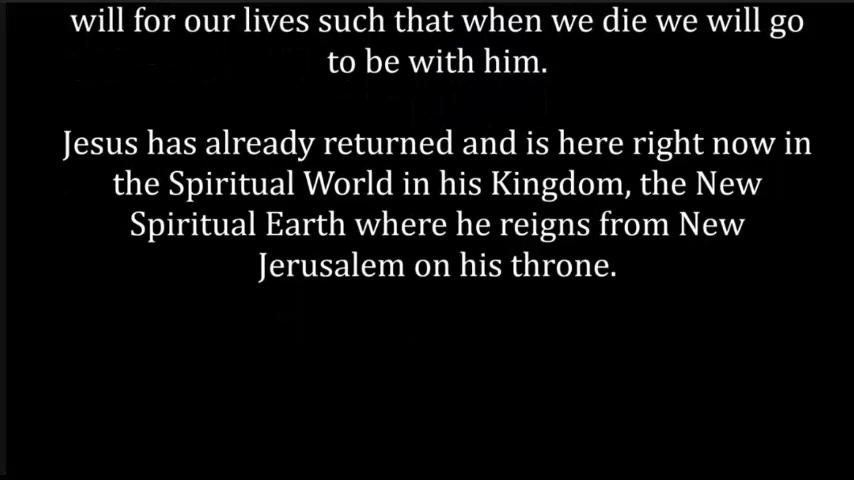 will for our lives such that when we die we will go
to be with him.
Jesus has already returned and is here right now in
the Spiritual World in his Kingdom, the New
Spiritual Earth where he reigns from New
Jerusalem on his throne.